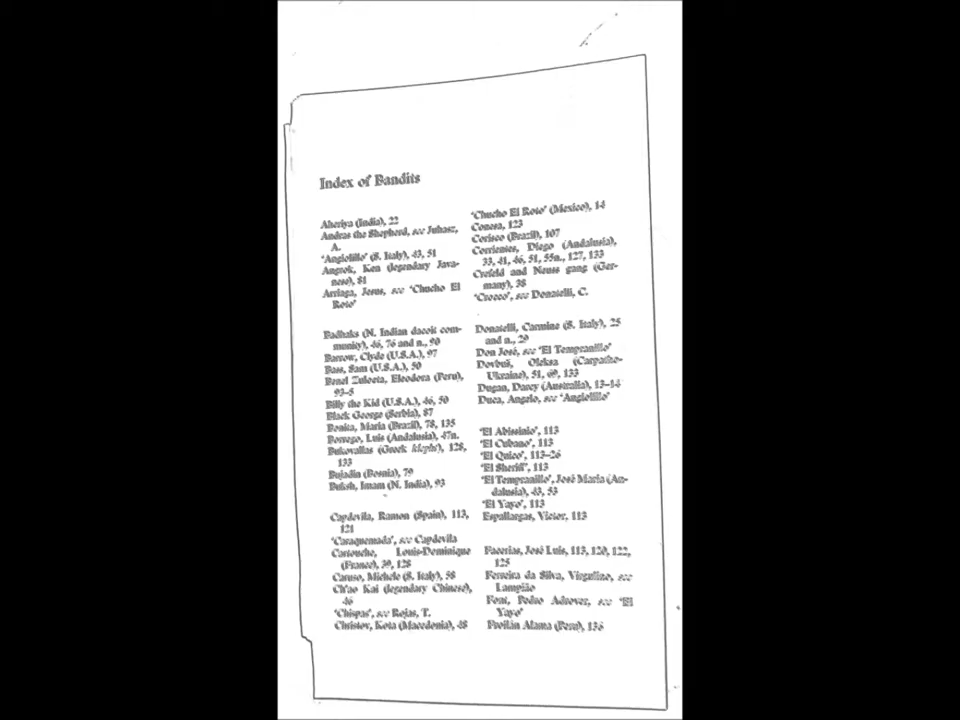 Index of Bandits
Aheriya (India), 22
Andras the Shepherd, see Juhasz,
A.
'Angiolillo' (S. Italy), 43, 51
Angrok, Ken (legendary Java-
nese), 81
Arriaga, Jesus, see 'Chucho El
Roto'
Badhaks (N. Indian dacoit com-
munity), 46, 76 and n., 90
Barrow, Clyde (U.S.A.), 97
Bass, Sam (U.S.A.), 50
Benel Zuloeta, Eleodora (Peru),
93-5
Billy the Kid (U.S.A.), 46, 50
Black George (Serbia), 87
Bonita, Maria (Brazil), 78, 135
Borrego, Luis (Andalusia), 47n.
Bukovallas (Greek klepht), 128,
133
Bujadin (Bosnia), 79
Buksh, Imam (N. India), 93
Capdevila, Ramon (Spain), 113,
121
'Caraquemada', see Capdevila
Cartouche, Louis-Dominique
(France), 39, 128
Caruso, Michele (S. Italy), 58
Ch'ao Kai (legendary Chinese),
46
'Chispas', see Rojas, T.
Christov, Kota (Macedonia), 48
'Chucho El Roto' (Mexico), 14
Conesa, 123
Corisco (Brazil), 107
Corrientes, Diego (Andalusia),
33, 41, 46, 51, 55n., 127, 133
Crefeld and Neuss gang (Ger-
many), 38
'Crocco', see Donatelli, C.
Donatelli, Carmine (S. Italy), 25
and n., 29
Don José, see 'El Tempranillo'
Dovbuš, Oleksa (Carpatho-
Ukraine), 51, 69, 133
Dugan, Darcy (Australia), 13–14
Duca, Angelo, see 'Angiolillo'
'El Abissinio', 113
'El Cubano', 113
'El Quico', 113–26
'El Sheriff', 113
'El Tempranillo', José Maria (An-
dalusia), 43, 53
'El Yayo', 113
Espallargas, Victor, 113
Facerias, José Luis, 113, 120, 122,
125
Ferreira da Silva, Virgulino, see
Lampião
Font, Pedro Adrover, see 'El
Yayo'
Froilán Alama (Peru), 136